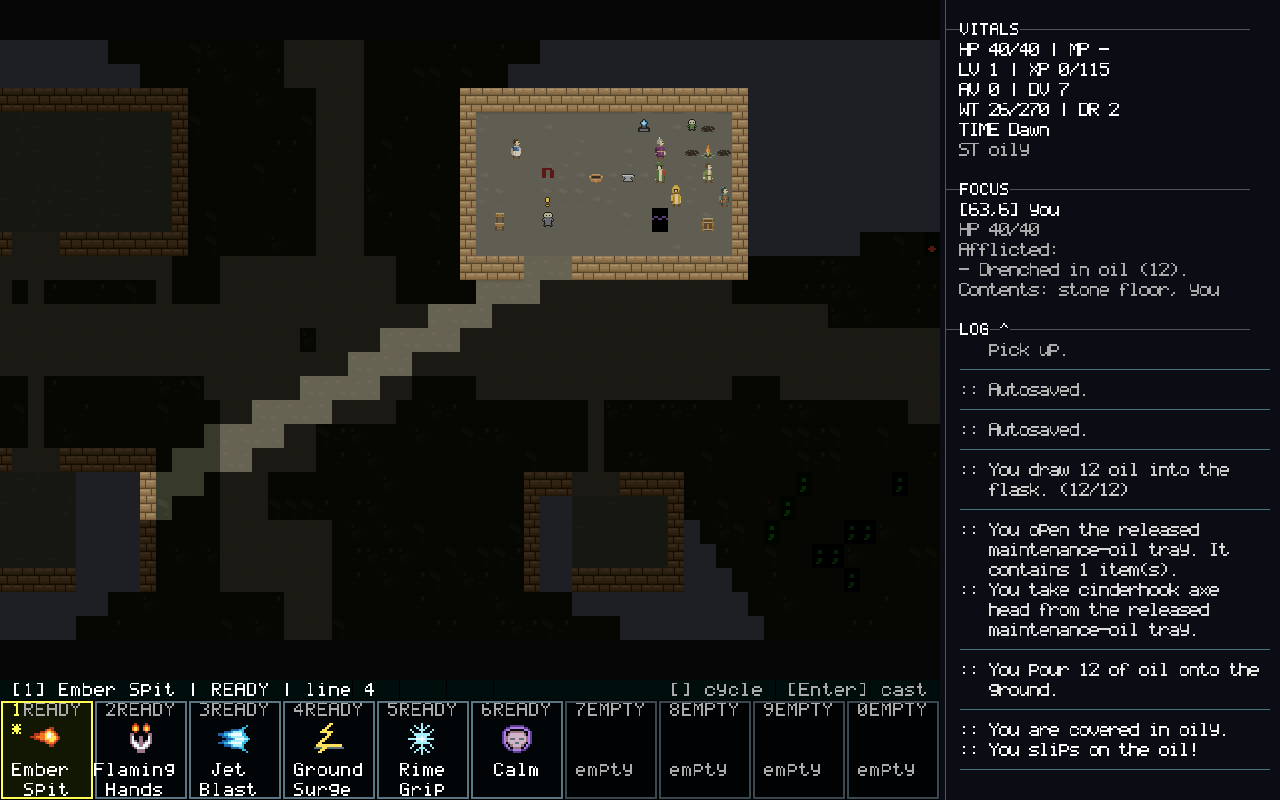 VITALS
HP 40/40 | MP -
LV 1 | XP 0/115
AV 0 | DV 7
WT 26/270 | DR 2
TIME Dawn
ST oily
FOCUS
[63,6] You
HP 40/40
Afflicted:
- Drenched in oil (12).
Contents: stone floor, You
LOG ^
Pick uP.
:: Autosaved.
:: Autosaved.
:: You draw 12 oil into the
flask. (12/12)
:: You oPen the released
maintenance-oil tray. It
contains 1 item(s).
:: You take cinderhook axe
head from the released
maintenance-oil tray.
:: You Pour 12 of oil onto the
ground.
:: You are covered in oily.
:: You sliPs on the oil!
[1] Ember SPit | READY | line 4
[] cycle [Enter] cast
1READY 2READY 3READY 4READY 5READY 6READY 7EMPTY 8EMPTY 9EMPTY 0EMPTY
*
Ember Flaming Jet Ground Rime Calm emPty emPty emPty emPty
SPit Hands Blast Surge GriP